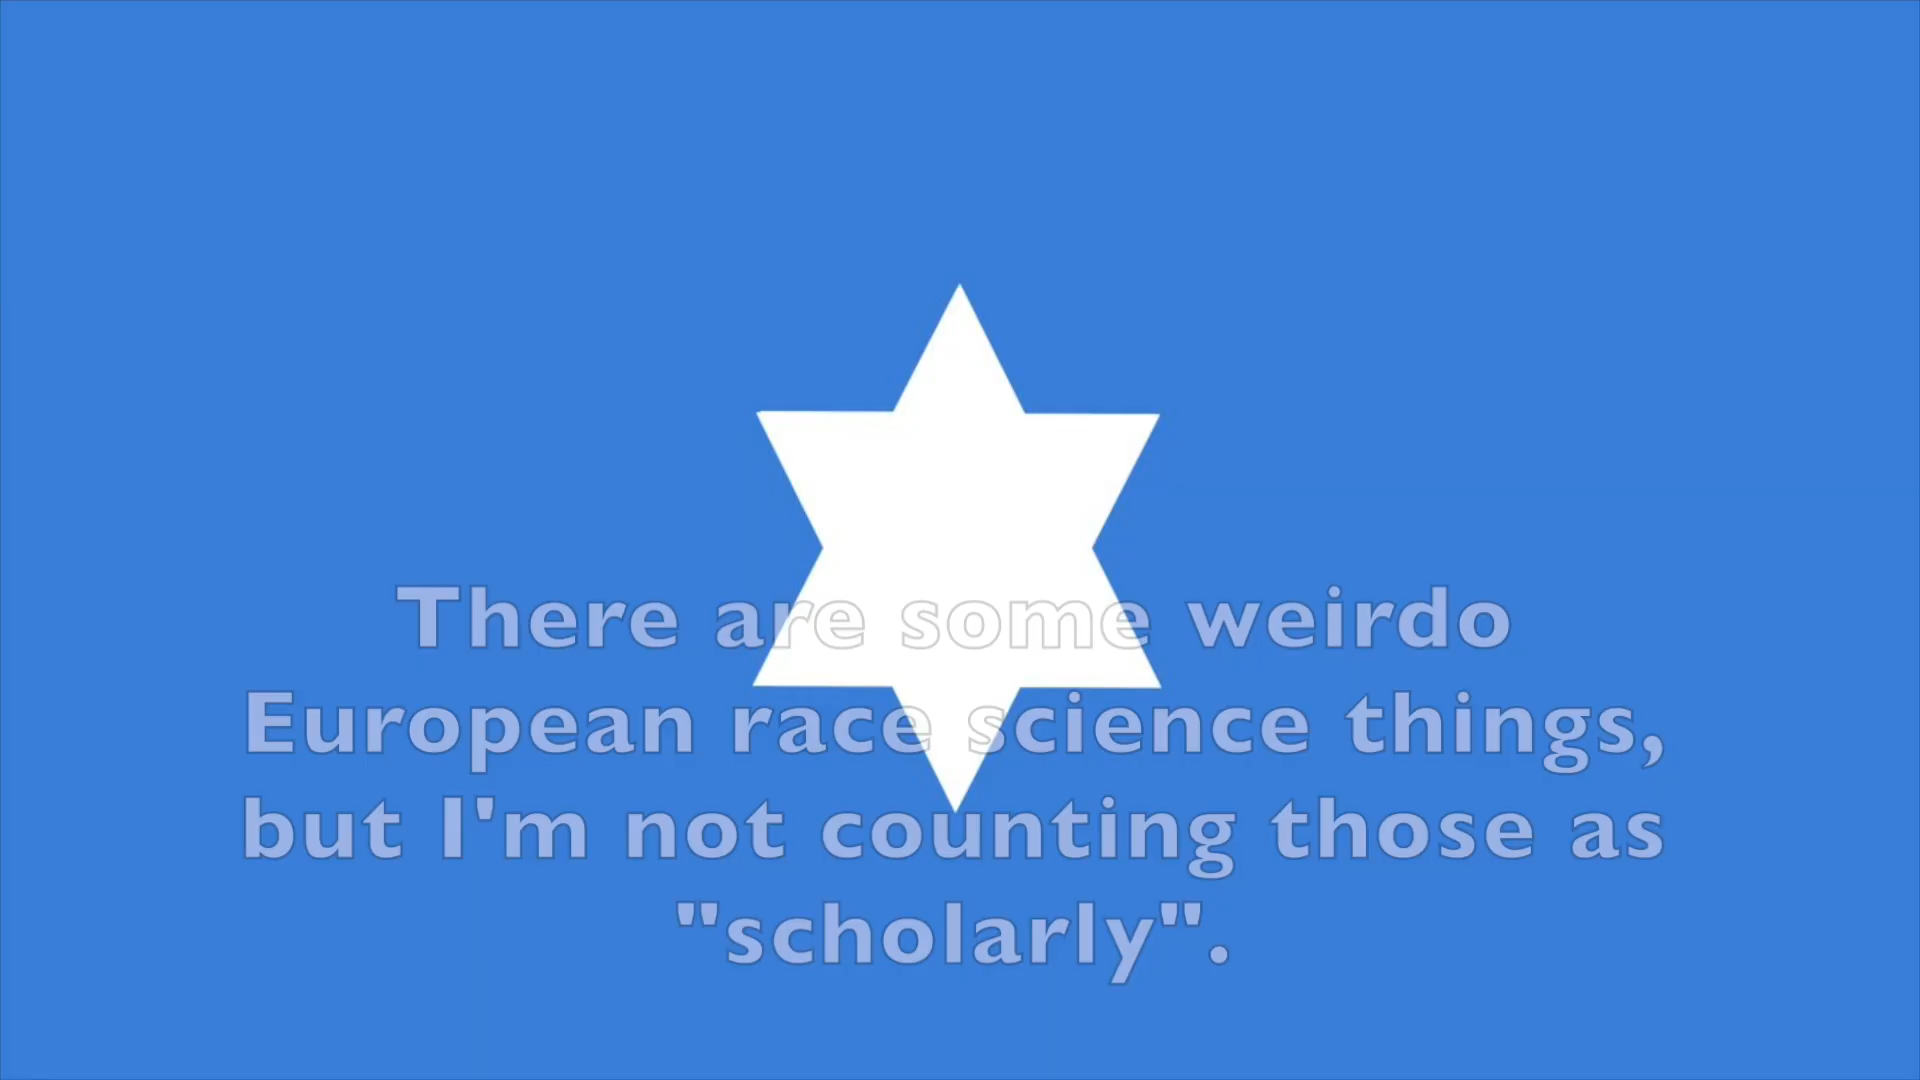 There are some weirdo
European race science things,
but I'm not counting those as
"scholarly".